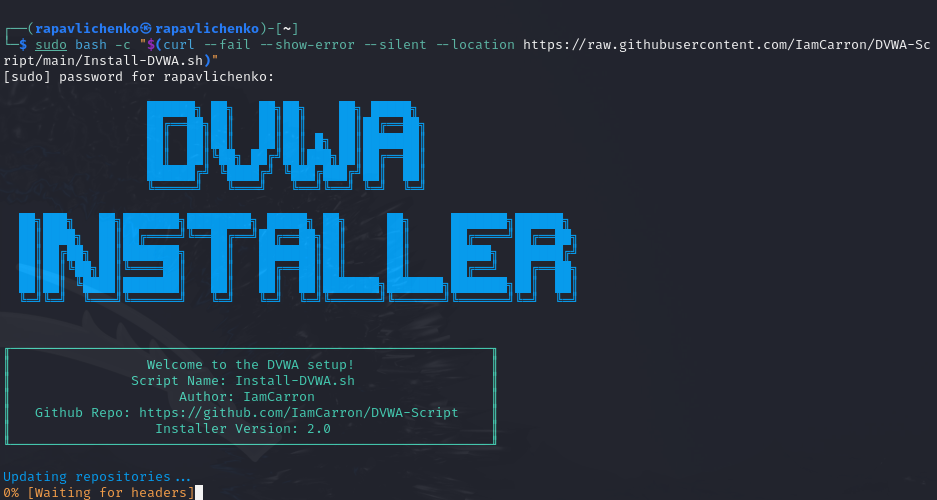 (rapavlichenko㉿rapavlichenko)-[~]
$ sudo bash -c "$(curl --fail --show-error --silent --location https://raw.githubusercontent.com/IamCarron/DVWA-Sc
ript/main/Install-DVWA.sh)"
[sudo] password for rapavlichenko:
DVWA
INSTALLER
Welcome to the DVWA setup!
Script Name: Install-DVWA.sh
Author: IamCarron
Github Repo: https://github.com/IamCarron/DVWA-Script
Installer Version: 2.0
Updating repositories...
0% [Waiting for headers]